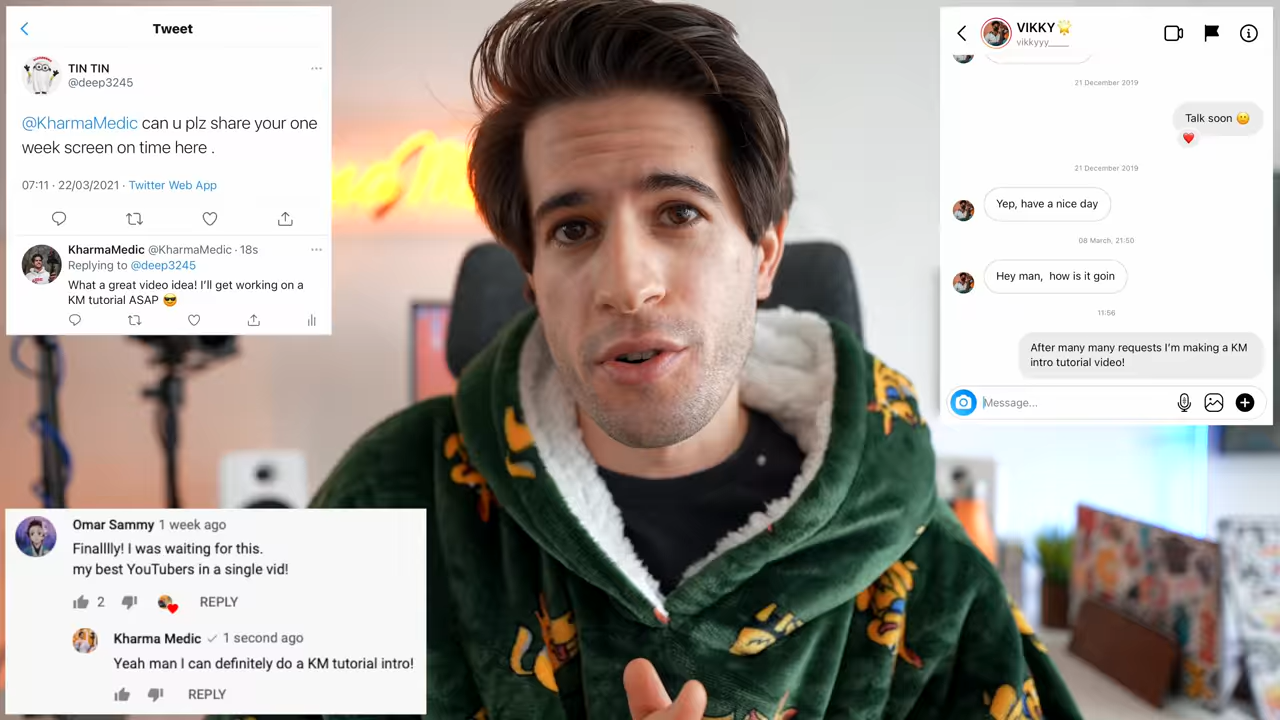 Tweet
TIN TIN
@deep3245
@KharmaMedic can u plz share your one
week screen on time here .
07:11 · 22/03/2021 · Twitter Web App
KharmaMedic @KharmaMedic · 18s
Replying to @deep3245
What a great video idea! I'll get working on a
KM tutorial ASAP 😎
VIKKY🌟
vikkyyy____
21 December 2019
Talk soon 🙂
21 December 2019
Yep, have a nice day
08 March, 21:50
Hey man, how is it goin
11:56
After many many requests I'm making a KM
intro tutorial video!
Message...
Omar Sammy 1 week ago
Finalllly! I was waiting for this.
my best YouTubers in a single vid!
2 REPLY
Kharma Medic ✓ 1 second ago
Yeah man I can definitely do a KM tutorial intro!
REPLY